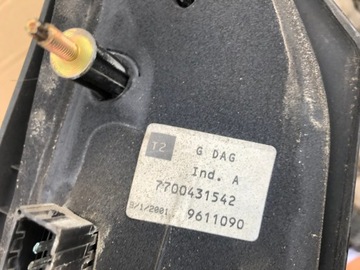 T2 G DAG
Ind. A
7700431542
8/1/2001 9611090